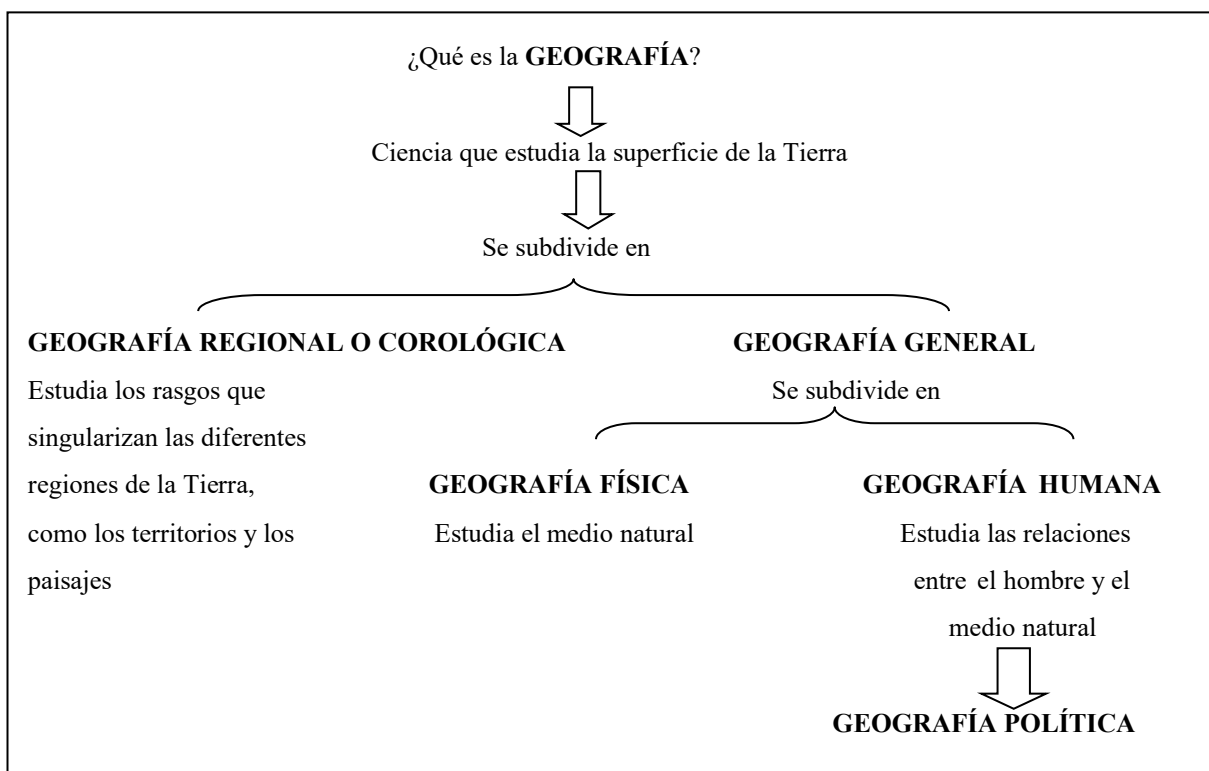 ¿Qué es la GEOGRAFÍA?
Ciencia que estudia la superficie de la Tierra
Se subdivide en
GEOGRAFÍA REGIONAL O COROLÓGICA
Estudia los rasgos que
singularizan las diferentes
regiones de la Tierra,
como los territorios y los
paisajes
GEOGRAFÍA GENERAL
Se subdivide en
GEOGRAFÍA FÍSICA
Estudia el medio natural
GEOGRAFÍA HUMANA
Estudia las relaciones
entre el hombre y el
medio natural
GEOGRAFÍA POLÍTICA